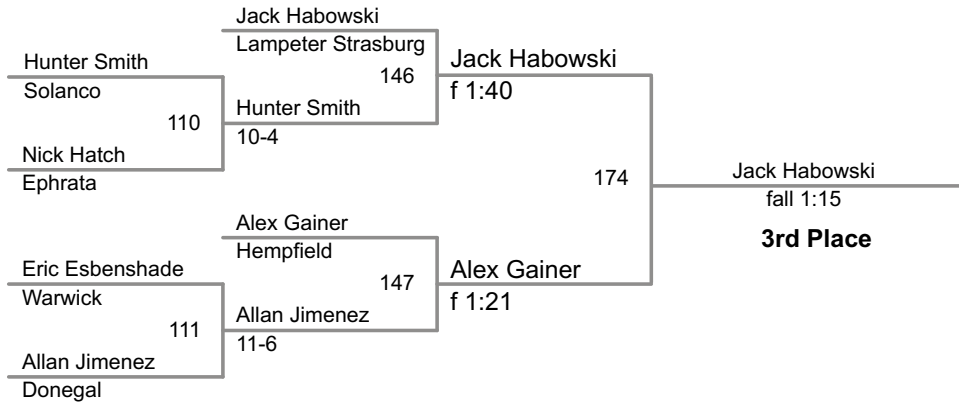 Jack Habowski
Lampeter Strasburg
Hunter Smith
Solanco
146
Jack Habowski
f 1:40
110
Hunter Smith
10-4
Nick Hatch
Ephrata
174
Jack Habowski
fall 1:15
3rd Place
Alex Gainer
Hempfield
Eric Esbenshade
Warwick
147
Alex Gainer
f 1:21
111
Allan Jimenez
11-6
Allan Jimenez
Donegal